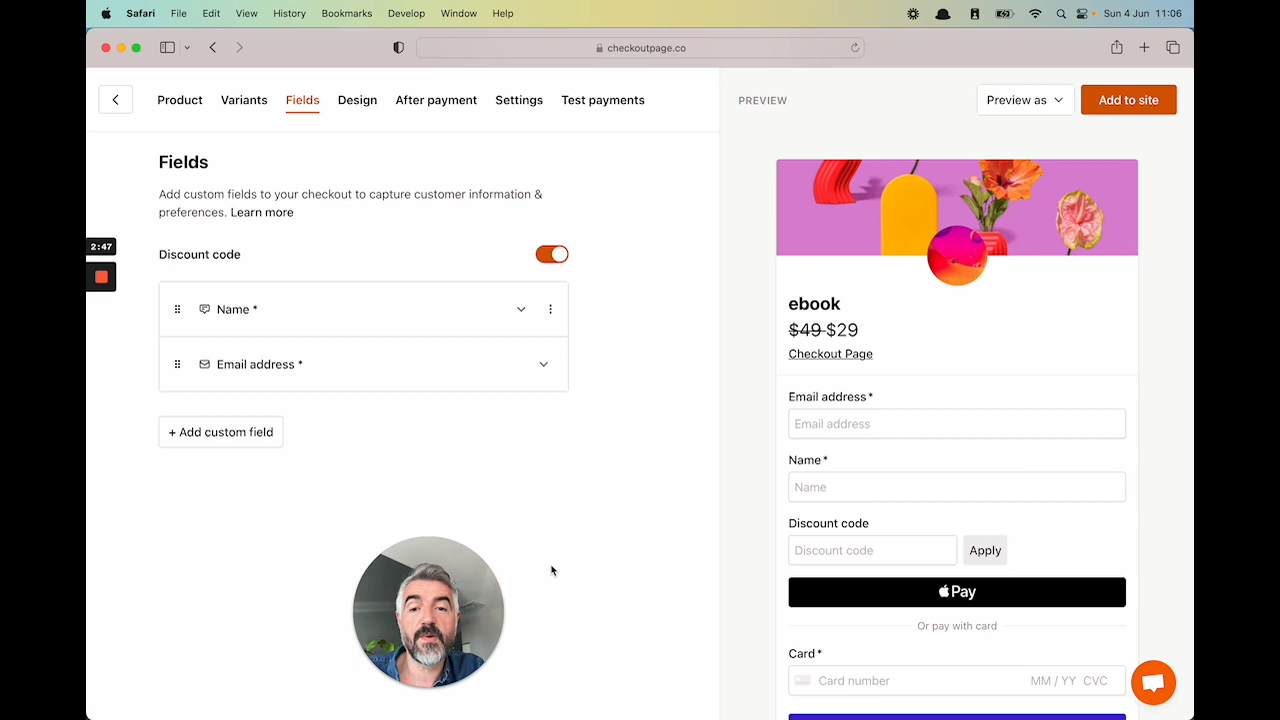 Safari File Edit View History Bookmarks Develop Window Help Sun 4 Jun 11:06
checkoutpage.co
Product Variants Fields Design After payment Settings Test payments
PREVIEW Preview as Add to site
Fields
Add custom fields to your checkout to capture customer information &
preferences. Learn more
Discount code
2:47
Name *
Email address *
+ Add custom field
ebook
$49 $29
Checkout Page
Email address *
Email address
Name *
Name
Discount code
Discount code Apply
Pay
Or pay with card
Card *
Card number MM / YY CVC